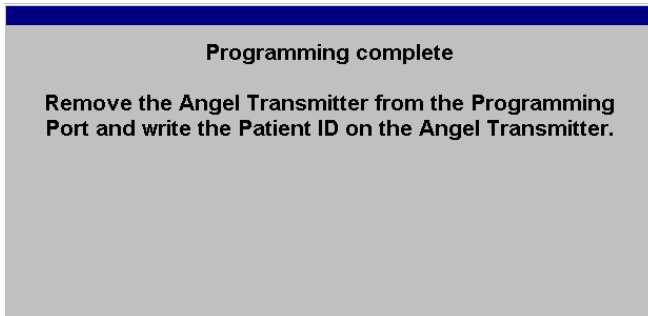 Programming complete
Remove the Angel Transmitter from the Programming
Port and write the Patient ID on the Angel Transmitter.